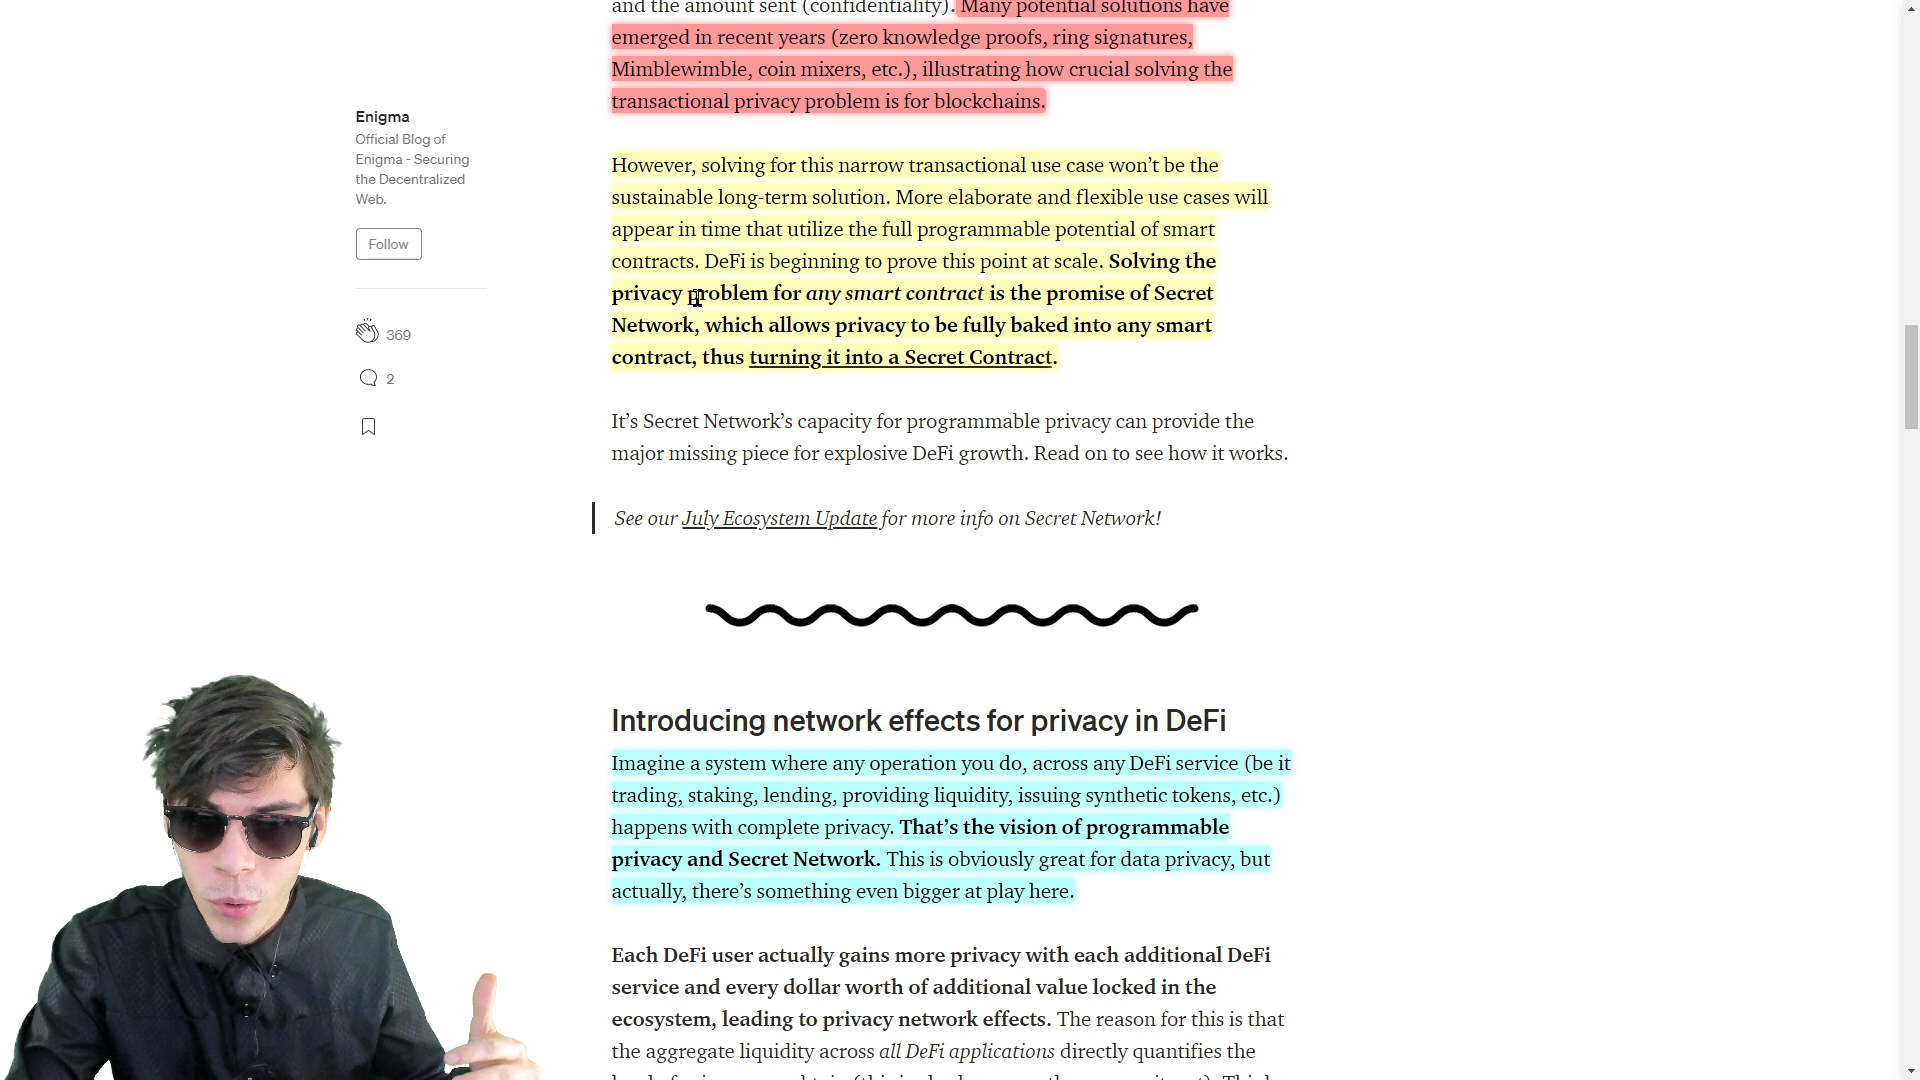 and the amount sent (confidentiality). Many potential solutions have
emerged in recent years (zero knowledge proofs, ring signatures,
Mimblewimble, coin mixers, etc.), illustrating how crucial solving the
transactional privacy problem is for blockchains.
Enigma
Official Blog of
Enigma - Securing
the Decentralized
Web.
Follow
369
2
However, solving for this narrow transactional use case won’t be the
sustainable long-term solution. More elaborate and flexible use cases will
appear in time that utilize the full programmable potential of smart
contracts. DeFi is beginning to prove this point at scale. Solving the
privacy problem for any smart contract is the promise of Secret
Network, which allows privacy to be fully baked into any smart
contract, thus turning it into a Secret Contract.
It’s Secret Network’s capacity for programmable privacy can provide the
major missing piece for explosive DeFi growth. Read on to see how it works.
See our July Ecosystem Update for more info on Secret Network!
Introducing network effects for privacy in DeFi
Imagine a system where any operation you do, across any DeFi service (be it
trading, staking, lending, providing liquidity, issuing synthetic tokens, etc.)
happens with complete privacy. That’s the vision of programmable
privacy and Secret Network. This is obviously great for data privacy, but
actually, there’s something even bigger at play here.
Each DeFi user actually gains more privacy with each additional DeFi
service and every dollar worth of additional value locked in the
ecosystem, leading to privacy network effects. The reason for this is that
the aggregate liquidity across all DeFi applications directly quantifies the